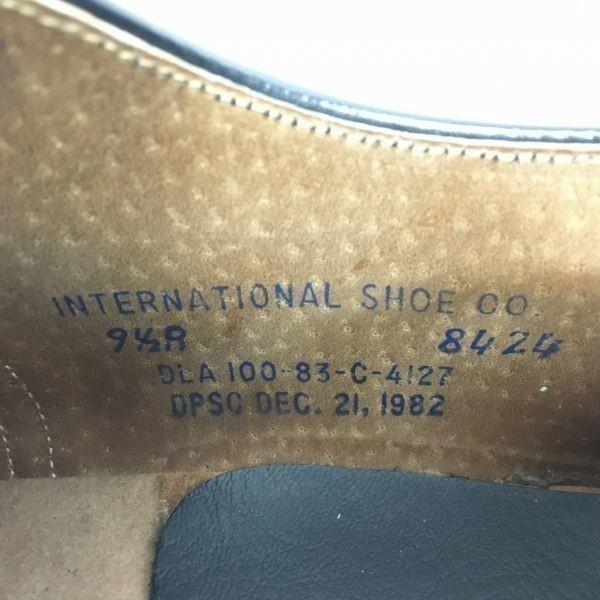 INTERNATIONAL SHOE CO.
9½R 8424
DLA 100-83-C-4127
DPSC DEC. 21, 1982